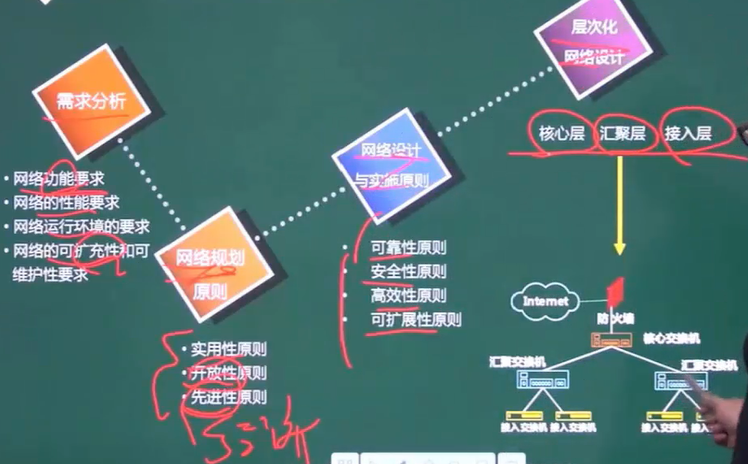 需求分析
• 网络功能要求
• 网络的性能要求
• 网络运行环境的要求
• 网络的可扩充性和可
维护性要求
网络规划
原则
• 实用性原则
• 开放性原则
• 先进性原则
网络设计
与实施原则
• 可靠性原则
• 安全性原则
• 高效性原则
• 可扩展性原则
层次化
网络设计
核心层 汇聚层 接入层
Internet
防火墙
核心交换机
汇聚交换机 汇聚交换机
接入交换机 接入交换机 接入交换机